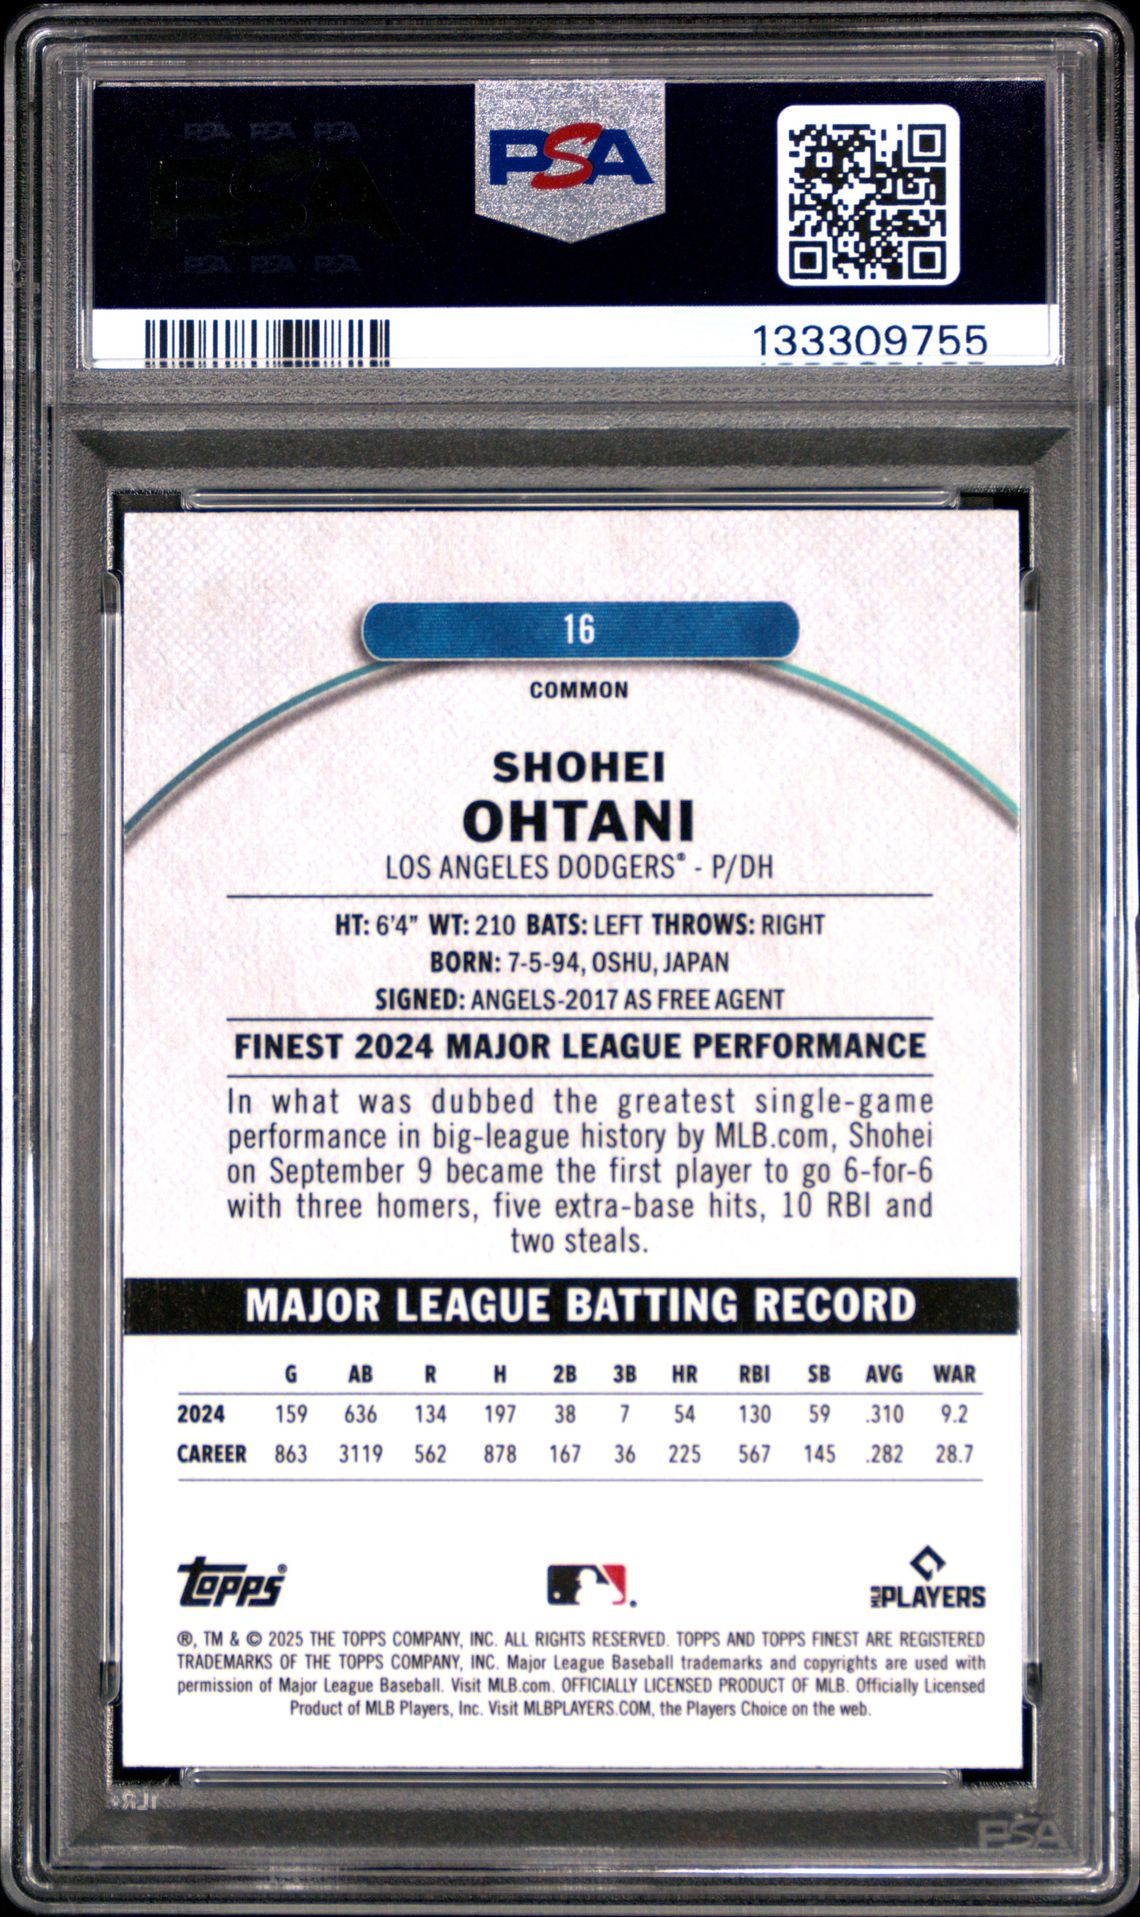 PSA PSA PSA
PSA
PSA PSA PSA
PSA
133309755
16
COMMON
SHOHEI
OHTANI
LOS ANGELES DODGERS® - P/DH
HT: 6'4" WT: 210 BATS: LEFT THROWS: RIGHT
BORN: 7-5-94, OSHU, JAPAN
SIGNED: ANGELS-2017 AS FREE AGENT
FINEST 2024 MAJOR LEAGUE PERFORMANCE
In what was dubbed the greatest single-game
performance in big-league history by MLB.com, Shohei
on September 9 became the first player to go 6-for-6
with three homers, five extra-base hits, 10 RBI and
two steals.
MAJOR LEAGUE BATTING RECORD
G AB R H 2B 3B HR RBI SB AVG WAR
2024 159 636 134 197 38 7 54 130 59 .310 9.2
CAREER 863 3119 562 878 167 36 225 567 145 .282 28.7
Topps® MLB PLAYERS
®, TM & © 2025 THE TOPPS COMPANY, INC. ALL RIGHTS RESERVED. TOPPS AND TOPPS FINEST ARE REGISTERED
TRADEMARKS OF THE TOPPS COMPANY, INC. Major League Baseball trademarks and copyrights are used with
permission of Major League Baseball. Visit MLB.com. OFFICIALLY LICENSED PRODUCT OF MLB. Officially Licensed
Product of MLB Players, Inc. Visit MLBPLAYERS.COM, the Players Choice on the web.
PSA